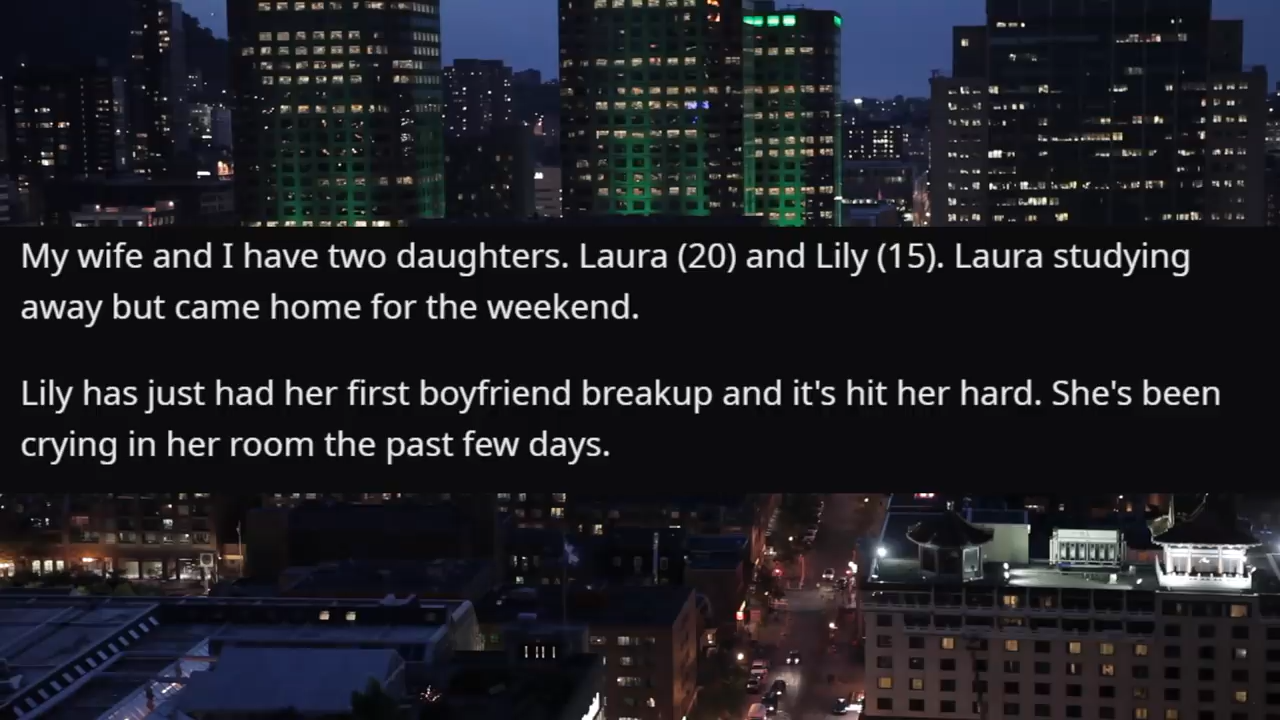 My wife and I have two daughters. Laura (20) and Lily (15). Laura studying
away but came home for the weekend.
Lily has just had her first boyfriend breakup and it's hit her hard. She's been
crying in her room the past few days.